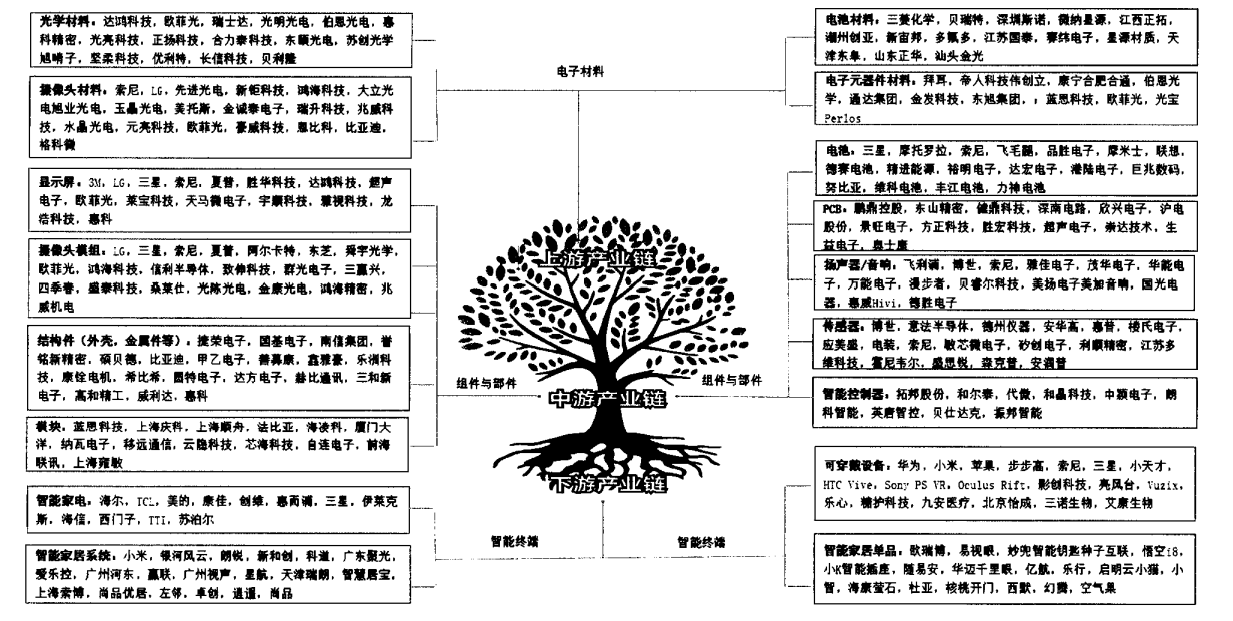 光学材料：达鸿科技，欧菲光，瑞士达，光明光电，伯恩光电，惠
科精密，光亮科技，正扬科技，合力泰科技，东颖光电，苏创光学
旭晴子，坚柔科技，优利特，长信科技，贝利隆
摄像头材料：索尼，LG，先进光电，新钜科技，鸿海科技，大立光
电旭业光电，玉晶光电，美托斯，金诚泰电子，瑞升科技，兆威科
技，水晶光电，元亮科技，欧菲光，豪威科技，思比科，比亚迪，
格科微
显示屏：3M，LG，三星，索尼，夏普，胜华科技，达鸿科技，超声
电子，欧菲光，莱宝科技，天马微电子，宇顺科技，雅视科技，龙
浩科技，惠科
摄像头模组：LG，三星，索尼，夏普，阿尔卡特，东芝，舜宇光学，
欧菲光，鸿海科技，信利半导体，致伸科技，群光电子，三赢兴，
四季春，盛泰科技，桑莱仕，光陈光电，金康光电，鸿海精密，兆
威机电
结构件（外壳，金属件等）：捷荣电子，国基电子，南信集团，誉
铭新精密，硕贝德，比亚迪，甲乙电子，善鼻康，鑫雅豪，乐祸科
技，康铨电机，希比希，固特电子，达方电子，赫比通讯，三和新
电子，高和精工，威利达，惠科
模块：蓝思科技，上海庆科，上海顺舟，法比亚，海凌科，厦门大
洋，纳瓦电子，移远通信，云隐科技，芯海科技，自连电子，前海
联讯，上海雍敏
智能家电：海尔，TCL，美的，康佳，创维，惠而浦，三星，伊莱克
斯，海信，西门子，TTI，苏泊尔
智能家居系统：小米，银河风云，朗锐，新和创，科道，广东聚光，
爱乐控，广州河东，赢联，广州视声，星航，天津瑞朗，智慧居宝，
上海索博，尚品优居，左邻，卓创，逍遥，尚品
电子材料
上游产业链
组件与部件
中游产业链
组件与部件
下游产业链
智能终端
智能终端
电池材料：三菱化学，贝瑞特，深圳斯诺，微纳星源，江西正拓，
潮州创亚，新宙邦，多氟多，江苏国泰，赛纬电子，星源材质，天
津东皋，山东正华，汕头金光
电子元器件材料：拜耳，帝人科技伟创立，康宁合肥合通，伯恩光
学，通达集团，金发科技，东旭集团，：蓝思科技，欧菲光，光宝
Perlos
电池：三星，摩托罗拉，索尼，飞毛腿，品胜电子，摩米士，联想，
德赛电池，精进能源，裕明电子，达宏电子，港陆电子，巨兆数码，
努比亚，维科电池，丰江电池，力神电池
PCB：鹏鼎控股，东山精密，健鼎科技，深南电路，欣兴电子，沪电
股份，景旺电子，方正科技，胜宏科技，超声电子，崇达技术，生
益电子，奥士康
扬声器/音响：飞利浦，博世，索尼，雅佳电子，茂华电子，华能电
子，万能电子，漫步者，贝睿尔科技，美扬电子美加音响，国光电
器，惠威Hivi，德胜电子
传感器：博世，意法半导体，德州仪器，安华高，惠普，楼氏电子，
应美盛，电装，索尼，敏芯微电子，矽创电子，利顺精密，江苏多
维科技，霍尼韦尔，盛思锐，森克普，安润普
智能控制器：拓邦股份，和尔泰，代傲，和晶科技，中颖电子，朗
科智能，英唐智控，贝仕达克，振邦智能
可穿戴设备：华为，小米，苹果，步步高，索尼，三星，小天才，
HTC Vive，Sony PS VR，Oculus Rift，影创科技，亮风台，Vuzix，
乐心，糖护科技，九安医疗，北京怡成，三诺生物，艾康生物
智能家居单品：欧瑞博，易视眼，妙兜智能钥匙种子互联，悟空i8，
小K智能插座，随易安，华迈千里眼，亿航，乐行，启明云小猫，小
智，海康萤石，杜亚，核桃开门，西默，幻腾，空气果